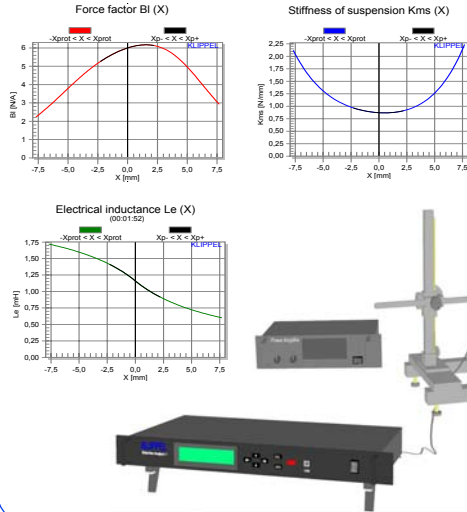 Force factor Bl (X)
-Xprot < X < Xprot Xp- < X < Xp+
KLIPPEL
6
5
4
3
2
1
0
Bl [N/A]
-7,5 -5,0 -2,5 0,0 2,5 5,0 7,5
X [mm]
Stiffness of suspension Kms (X)
-Xprot < X < Xprot Xp- < X < Xp+
KLIPPEL
2,25
2,00
1,75
1,50
1,25
1,00
0,75
0,50
0,25
0,00
Kms [N/mm]
-7,5 -5,0 -2,5 0,0 2,5 5,0 7,5
X [mm]
Electrical inductance Le (X)
(00:01:52)
-Xprot < X < Xprot Xp- < X < Xp+
KLIPPEL
1,75
1,50
1,25
1,00
0,75
0,50
0,25
0,00
Le [mH]
-7,5 -5,0 -2,5 0,0 2,5 5,0 7,5
X [mm]
KLIPPEL